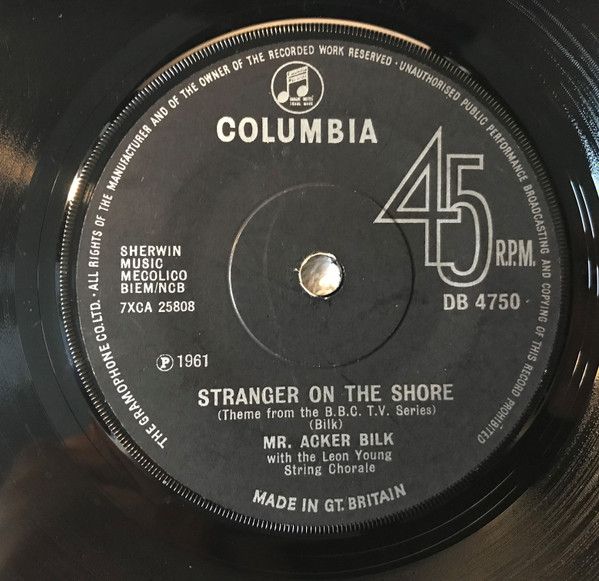 THE GRAMOPHONE CO.LTD. · ALL RIGHTS OF THE MANUFACTURER AND OF THE OWNER OF THE RECORDED WORK RESERVED · UNAUTHORISED PUBLIC PERFORMANCE BROADCASTING AND COPYING OF THIS RECORD PROHIBITED
COLUMBIA
45
R.P.M.
SHERWIN
MUSIC
MECOLICO
BIEM/NCB
7XCA 25808
DB 4750
Ⓟ 1961
STRANGER ON THE SHORE
(Theme from the B.B.C. T.V. Series)
(Bilk)
MR. ACKER BILK
with the Leon Young
String Chorale
MADE IN GT. BRITAIN